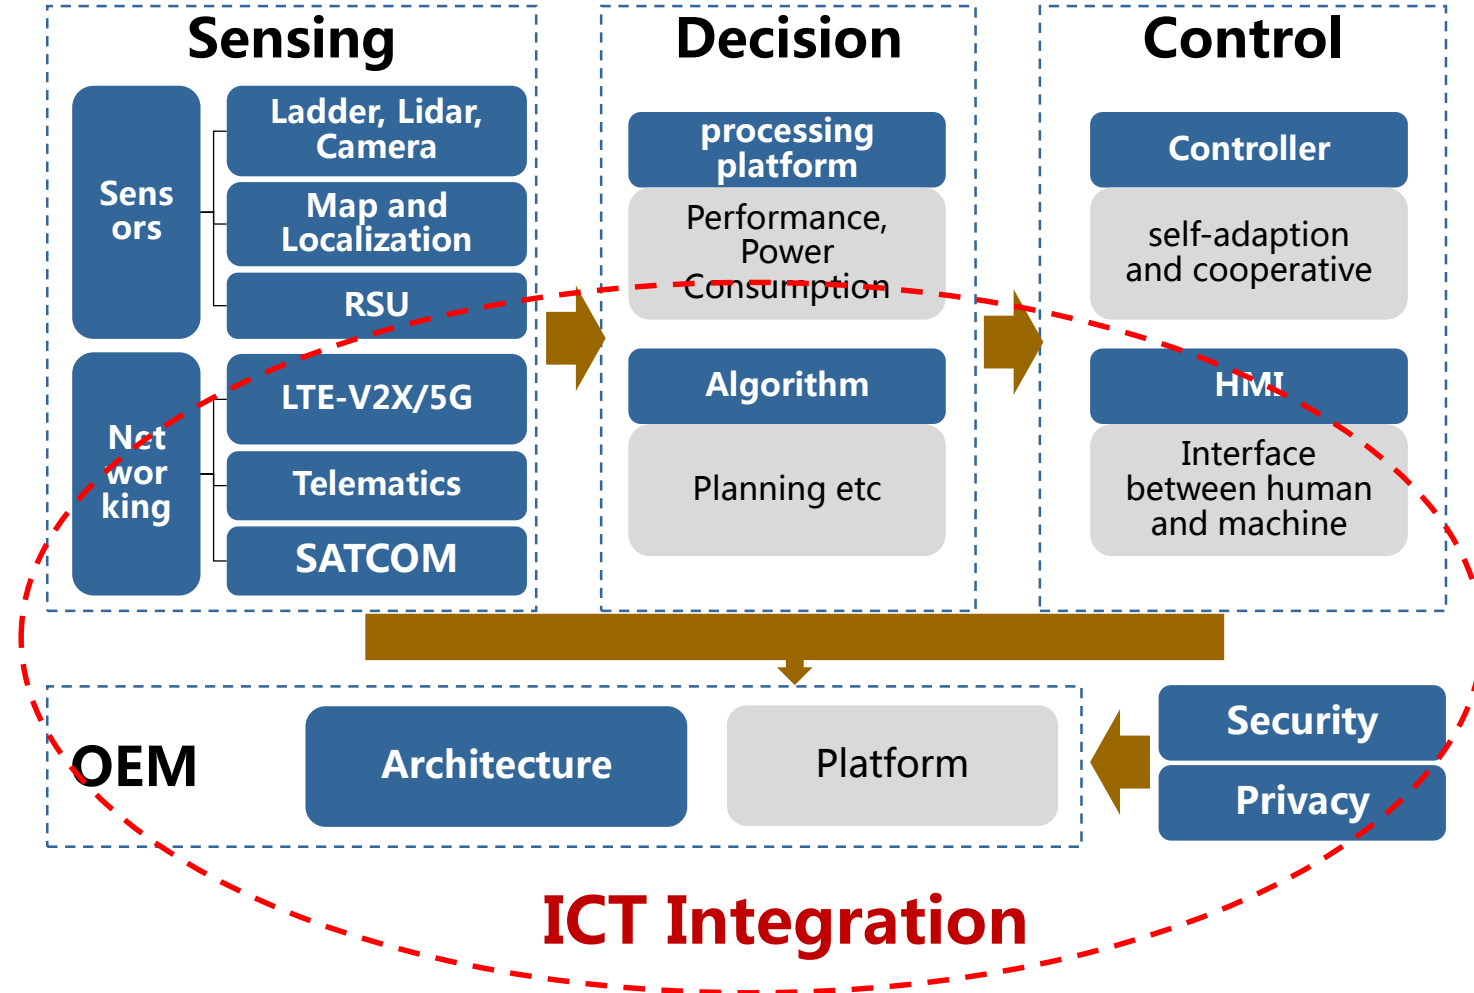 Sensing
Sens
ors
Ladder, Lidar,
Camera
Map and
Localization
RSU
Net
wor
king
LTE-V2X/5G
Telematics
SATCOM
Decision
processing
platform
Performance,
Power
Consumption
Algorithm
Planning etc
Control
Controller
self-adaption
and cooperative
HMI
Interface
between human
and machine
OEM
Architecture
Platform
Security
Privacy
ICT Integration